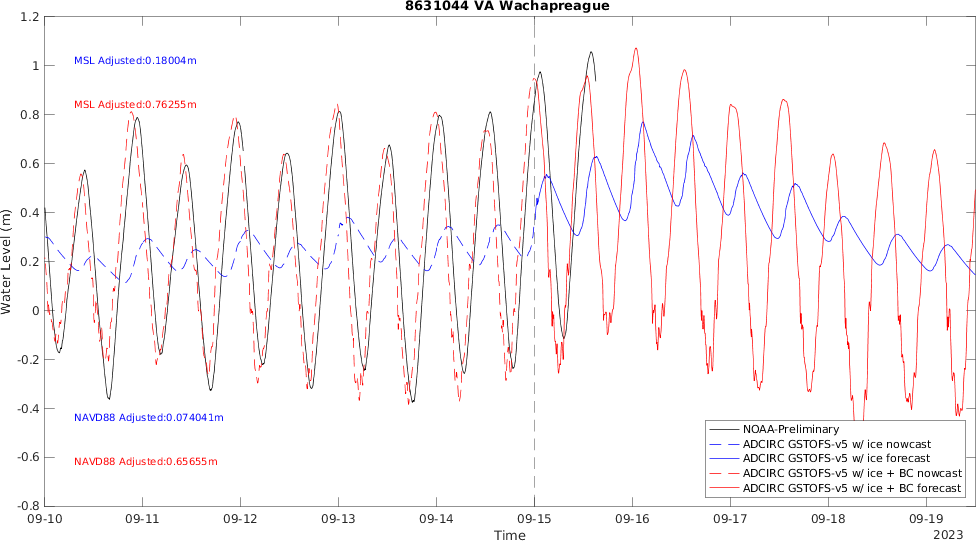 8631044 VA Wachapreague
1.2
1
0.8
0.6
0.4
0.2
0
-0.2
-0.4
-0.6
-0.8
Water Level (m)
MSL Adjusted:0.18004m
MSL Adjusted:0.76255m
NAVD88 Adjusted:0.074041m
NAVD88 Adjusted:0.65655m
NOAA-Preliminary
ADCIRC GSTOFS-v5 w/ ice nowcast
ADCIRC GSTOFS-v5 w/ ice forecast
ADCIRC GSTOFS-v5 w/ ice + BC nowcast
ADCIRC GSTOFS-v5 w/ ice + BC forecast
09-10 09-11 09-12 09-13 09-14 09-15 09-16 09-17 09-18 09-19
Time
2023